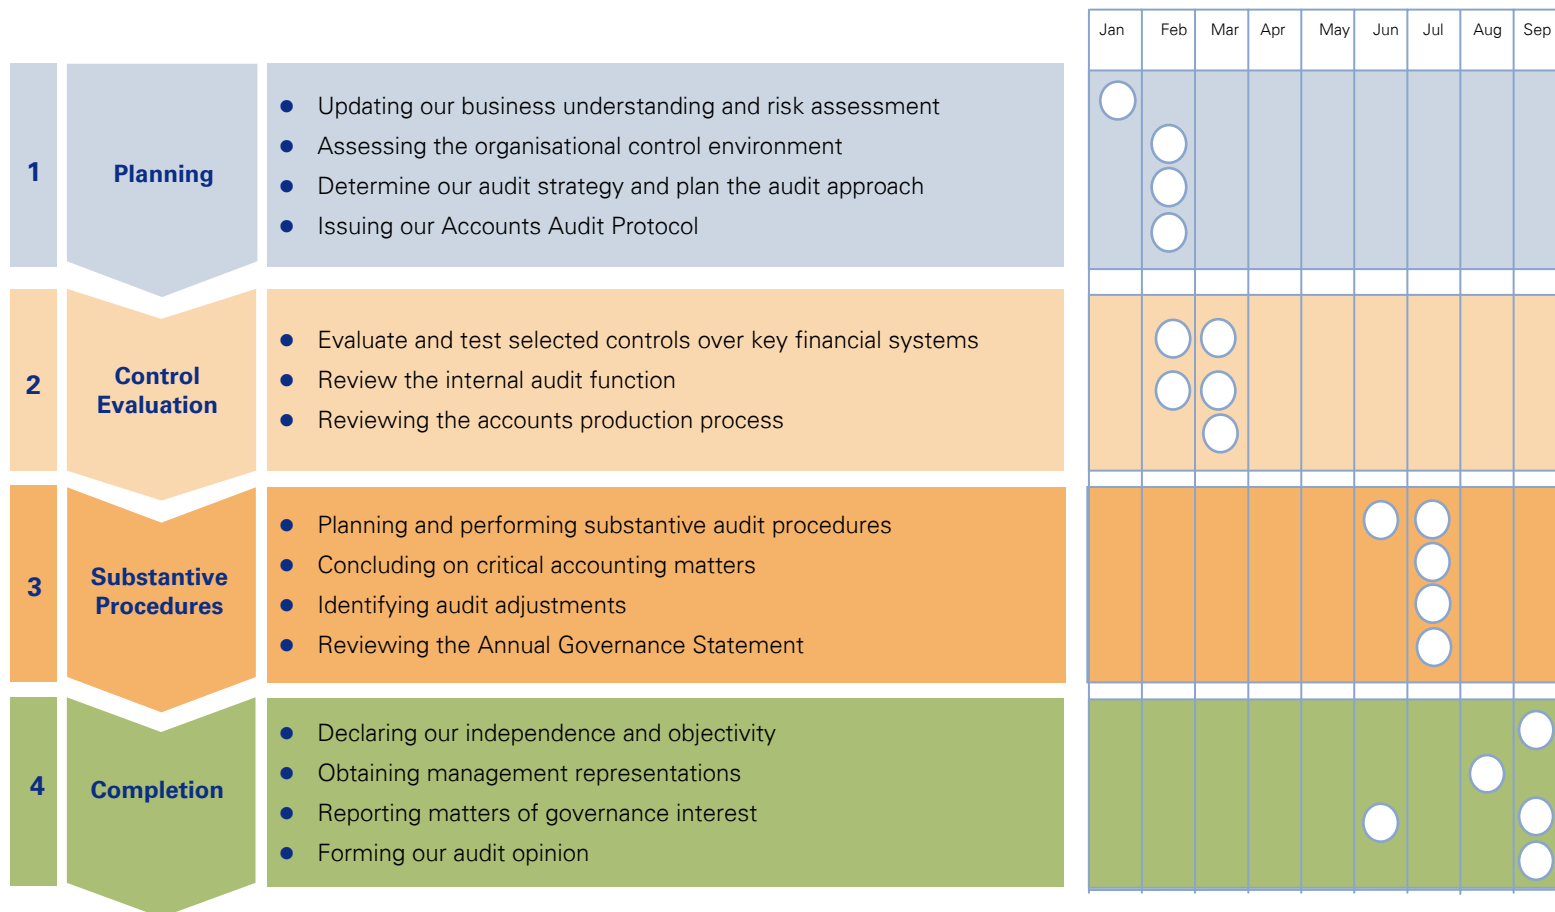 Jan Feb Mar Apr May Jun Jul Aug Sep
1
Planning
Updating our business understanding and risk assessment
Assessing the organisational control environment
Determine our audit strategy and plan the audit approach
Issuing our Accounts Audit Protocol
2
Control
Evaluation
Evaluate and test selected controls over key financial systems
Review the internal audit function
Reviewing the accounts production process
3
Substantive
Procedures
Planning and performing substantive audit procedures
Concluding on critical accounting matters
Identifying audit adjustments
Reviewing the Annual Governance Statement
4
Completion
Declaring our independence and objectivity
Obtaining management representations
Reporting matters of governance interest
Forming our audit opinion